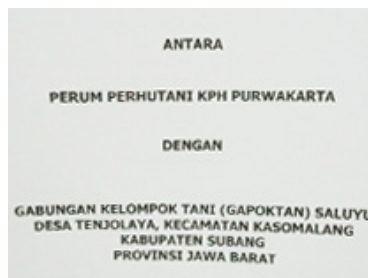 ANTARA
PERUM PERHUTANI KPH PURWAKARTA
DENGAN
GABUNGAN KELOMPOK TANI (GAPOKTAN) SALUYU
DESA TENJOLAYA, KECAMATAN KASOMALANG
KABUPATEN SUBANG
PROVINSI JAWA BARAT